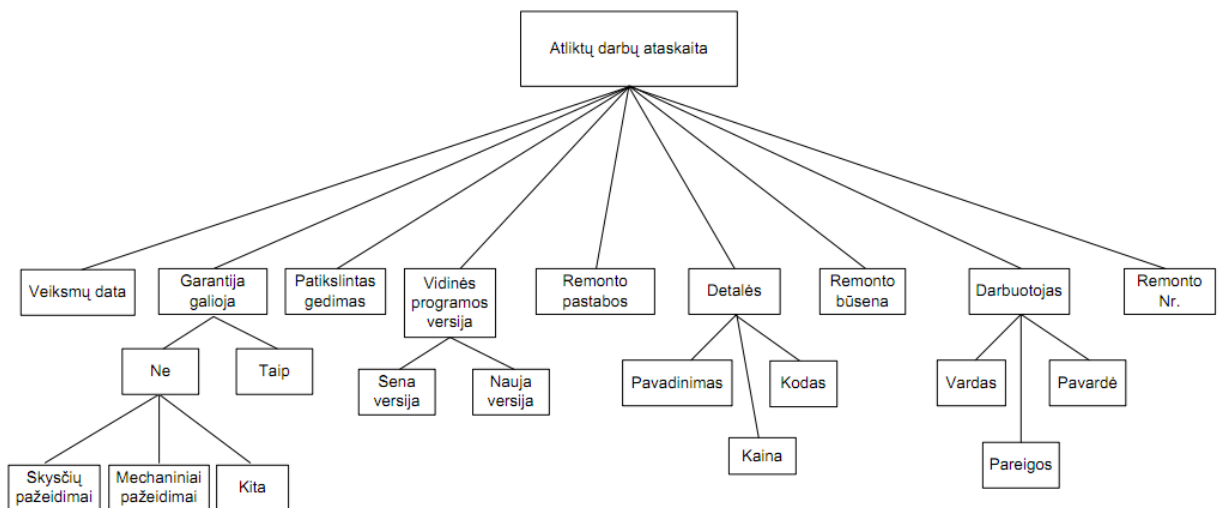 Atliktų darbų ataskaita
Veiksmų data
Garantija
galioja
Patikslintas
gedimas
Vidinės
programos
versija
Remonto
pastabos
Detalės
Remonto
būsena
Darbuotojas
Remonto
Nr.
Ne
Taip
Sena
versija
Nauja
versija
Pavadinimas
Kodas
Kaina
Vardas
Pavardė
Pareigos
Skysčių
pažeidimai
Mechaniniai
pažeidimai
Kita